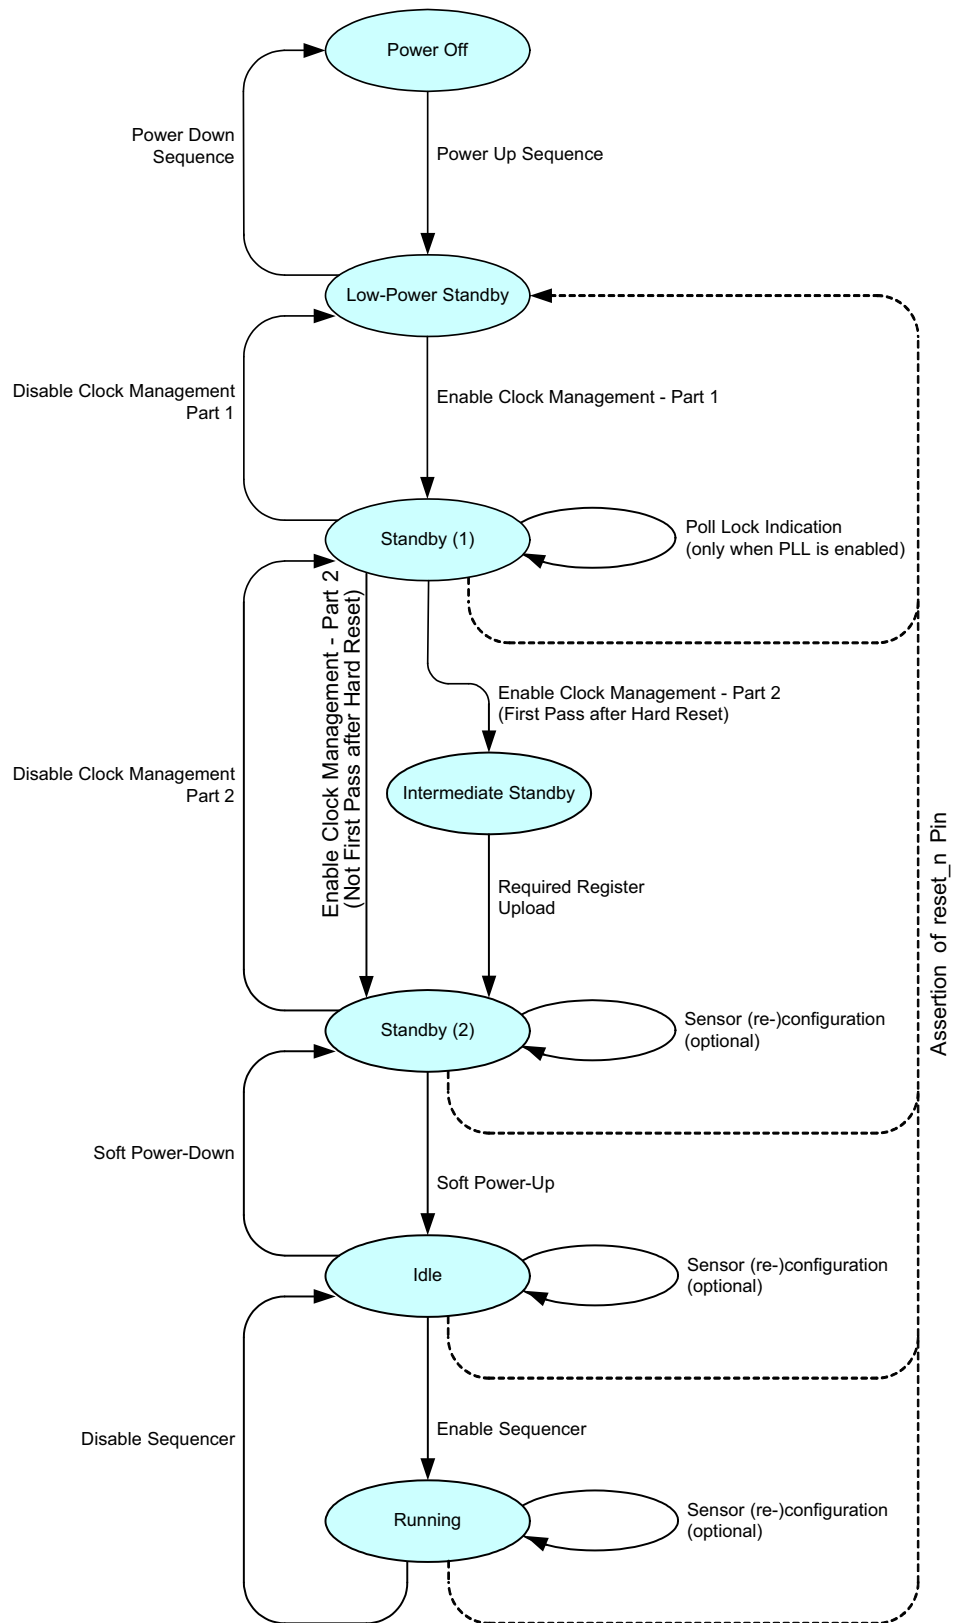 Power Off
Power Down
Sequence
Power Up Sequence
Low-Power Standby
Disable Clock Management
Part 1
Enable Clock Management - Part 1
Standby (1)
Poll Lock Indication
(only when PLL is enabled)
Enable Clock Management - Part 2
(Not First Pass after Hard Reset)
Enable Clock Management - Part 2
(First Pass after Hard Reset)
Disable Clock Management
Part 2
Intermediate Standby
Required Register
Upload
Assertion of reset_n Pin
Standby (2)
Sensor (re-)configuration
(optional)
Soft Power-Down
Soft Power-Up
Idle
Sensor (re-)configuration
(optional)
Disable Sequencer
Enable Sequencer
Running
Sensor (re-)configuration
(optional)